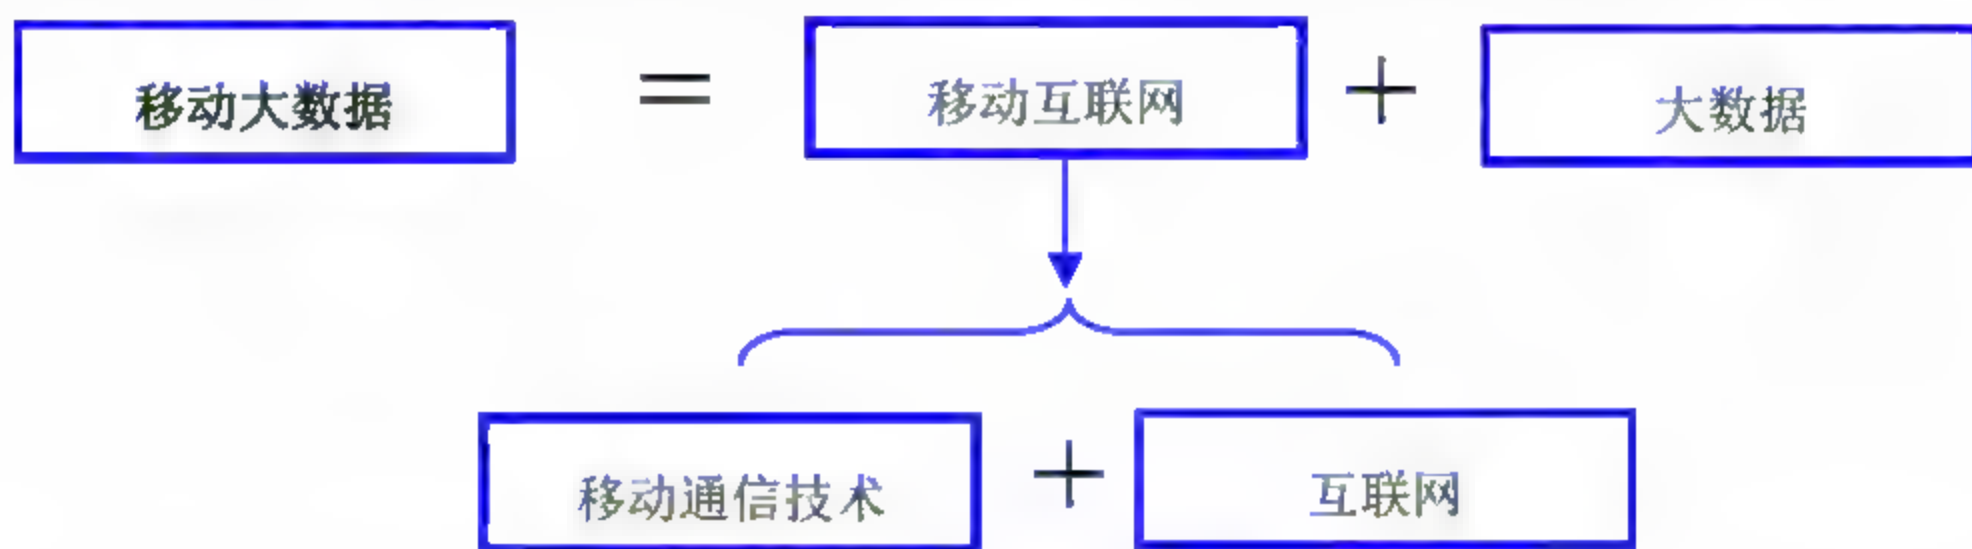 移动大数据 = 移动互联网 + 大数据
移动通信技术 + 互联网